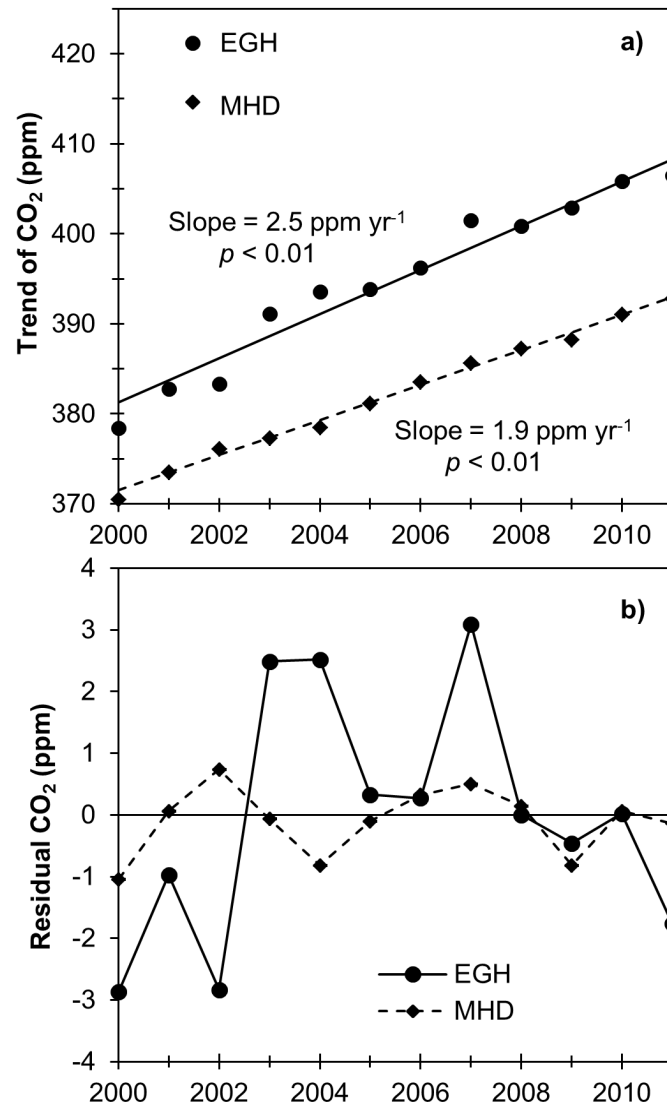 a)
EGH
MHD
Trend of CO₂ (ppm)
420
410
400
390
380
370
Slope = 2.5 ppm yr⁻¹
p < 0.01
Slope = 1.9 ppm yr⁻¹
p < 0.01
2000 2002 2004 2006 2008 2010
b)
Residual CO₂ (ppm)
4
3
2
1
0
-1
-2
-3
-4
EGH
MHD
2000 2002 2004 2006 2008 2010